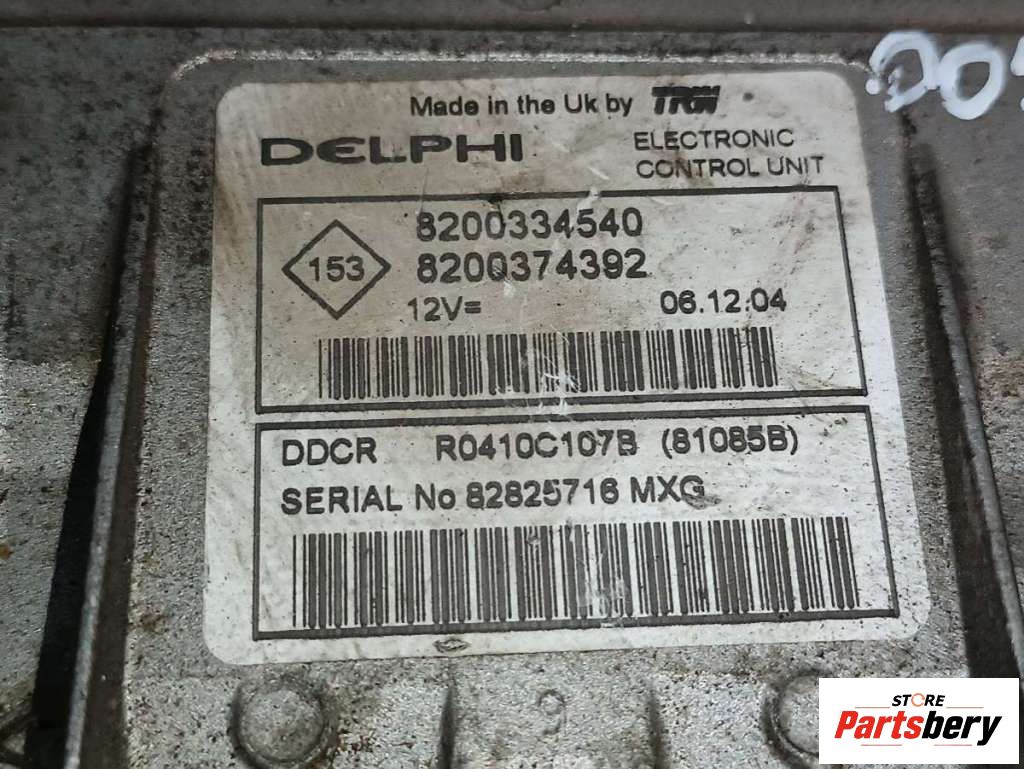 Made in the Uk by TRW
DELPHI
ELECTRONIC
CONTROL UNIT
8200334540
153
8200374392
12V=
06.12.04
DDCR R0410C107B (81085B)
SERIAL No 82825716 MXG
9
STORE
Partsbery